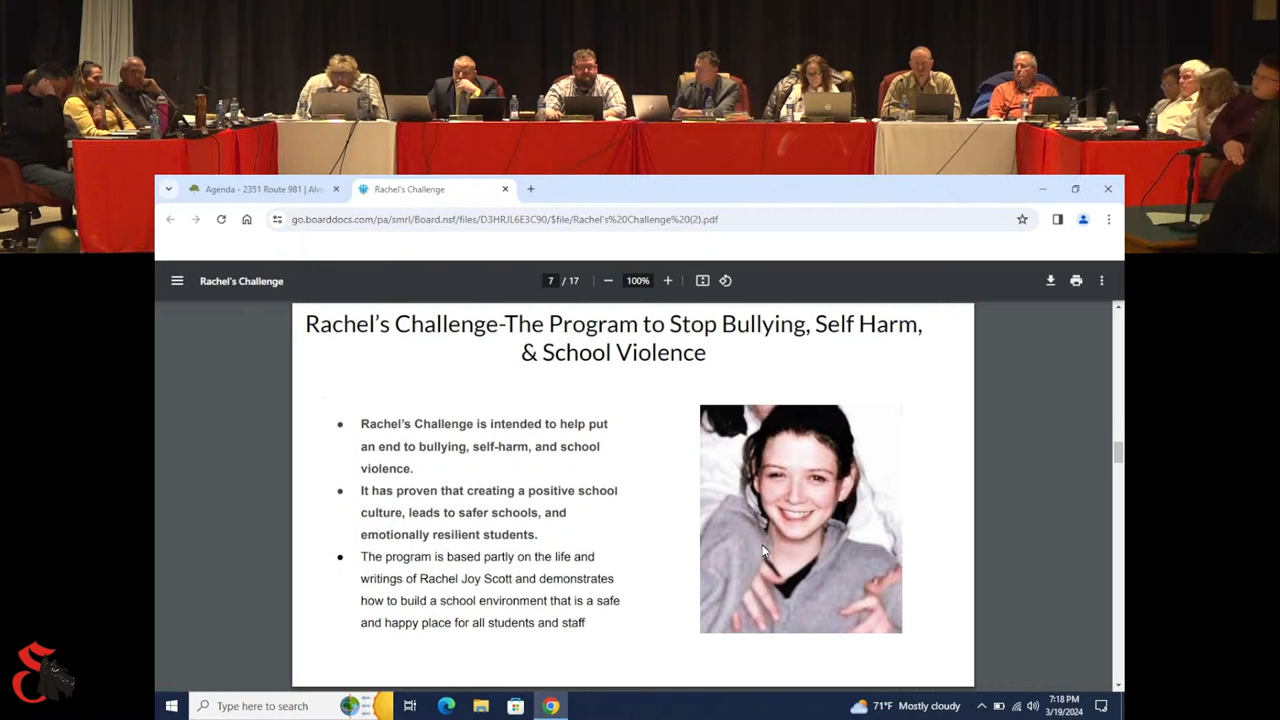 Agenda - 2351 Route 981 | Alv
Rachel's Challenge
go.boarddocs.com/pa/smrl/Board.nsf/files/D3HRJL6E3C90/$file/Rachel's%20Challenge%20(2).pdf
Rachel's Challenge
7 / 17
100%
Rachel's Challenge-The Program to Stop Bullying, Self Harm,
& School Violence
• Rachel's Challenge is intended to help put
an end to bullying, self-harm, and school
violence.
• It has proven that creating a positive school
culture, leads to safer schools, and
emotionally resilient students.
• The program is based partly on the life and
writings of Rachel Joy Scott and demonstrates
how to build a school environment that is a safe
and happy place for all students and staff
S
Type here to search
71°F Mostly cloudy
7:18 PM
3/19/2024